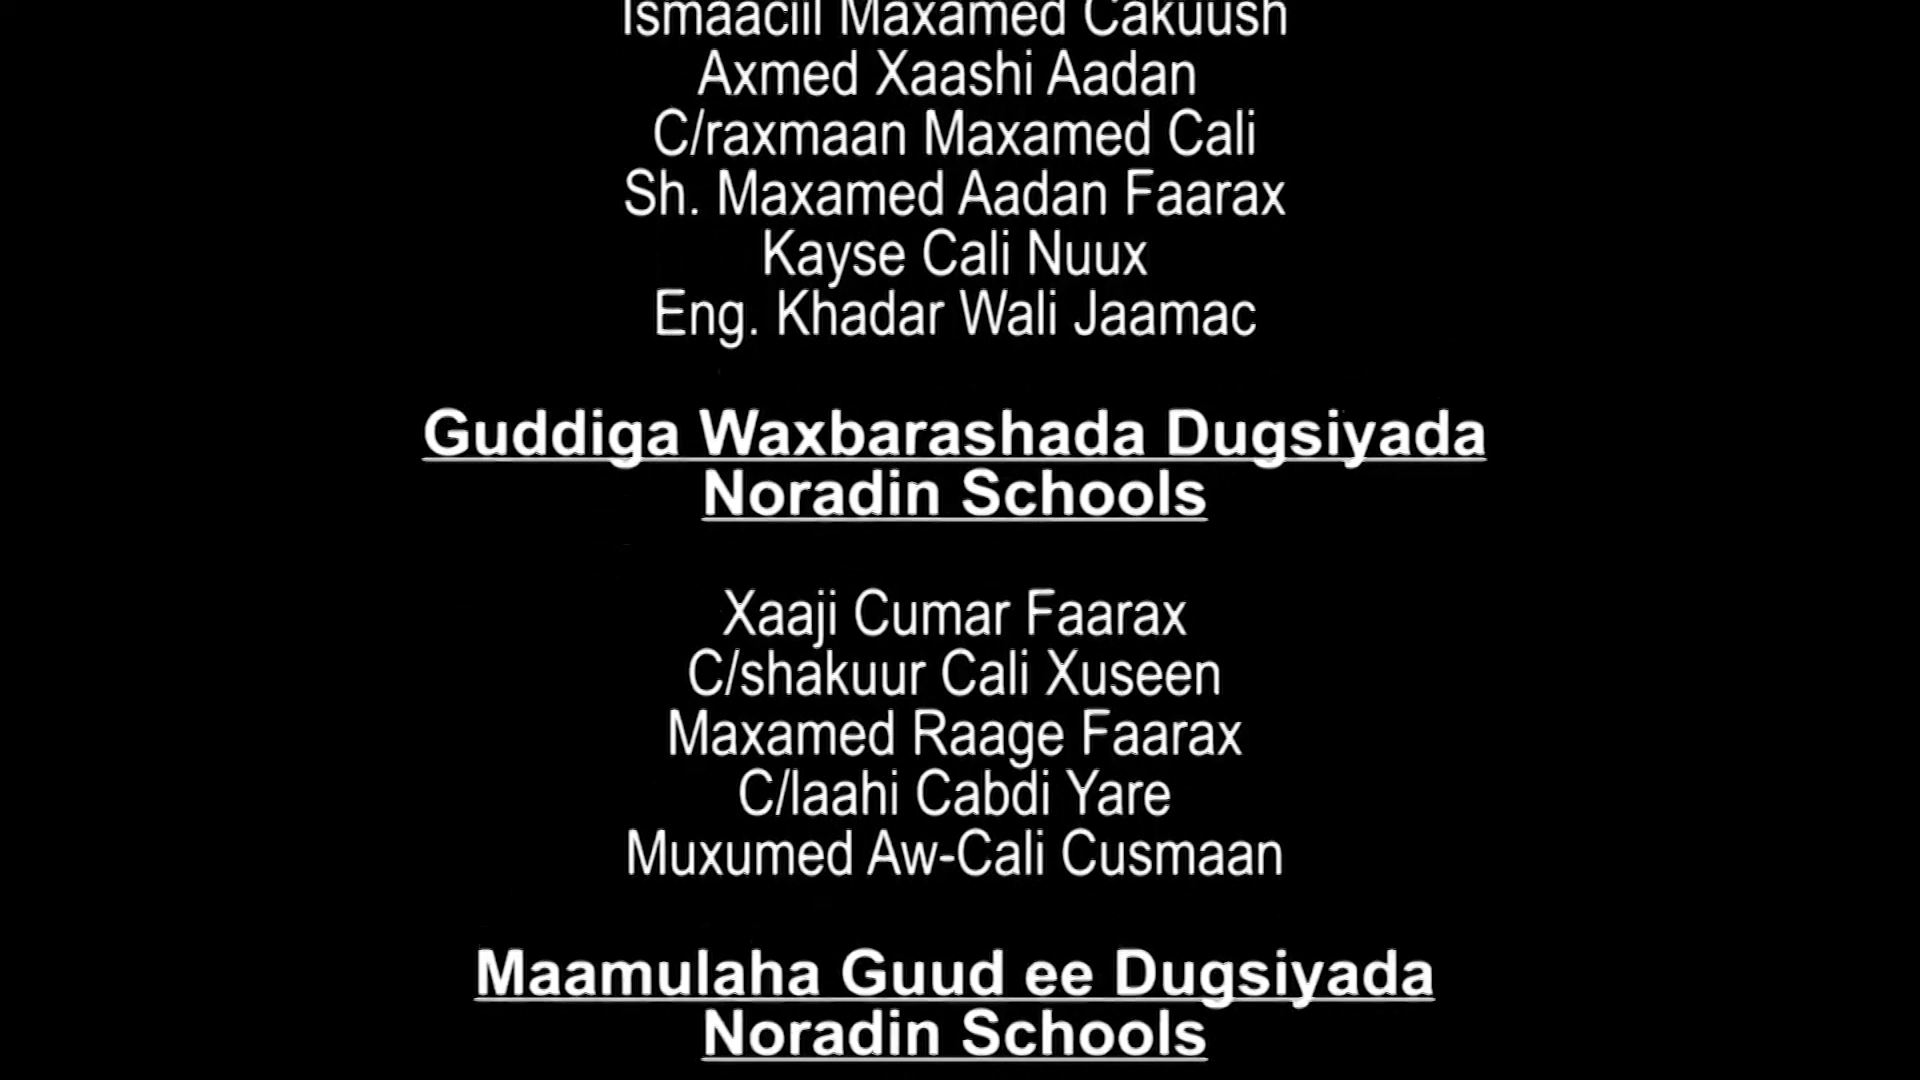 Ismaaciil Maxamed Cakuush
Axmed Xaashi Aadan
C/raxmaan Maxamed Cali
Sh. Maxamed Aadan Faarax
Kayse Cali Nuux
Eng. Khadar Wali Jaamac
Guddiga Waxbarashada Dugsiyada
Noradin Schools
Xaaji Cumar Faarax
C/shakuur Cali Xuseen
Maxamed Raage Faarax
C/laahi Cabdi Yare
Muxumed Aw-Cali Cusmaan
Maamulaha Guud ee Dugsiyada
Noradin Schools